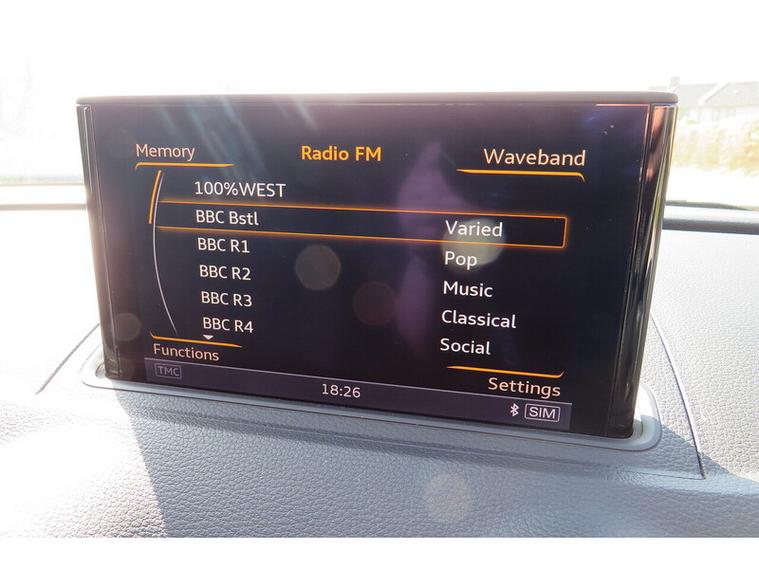 Memory Radio FM Waveband
100%WEST
BBC Bstl Varied
BBC R1 Pop
BBC R2 Music
BBC R3 Classical
BBC R4 Social
Functions Settings
TMC 18:26 SIM